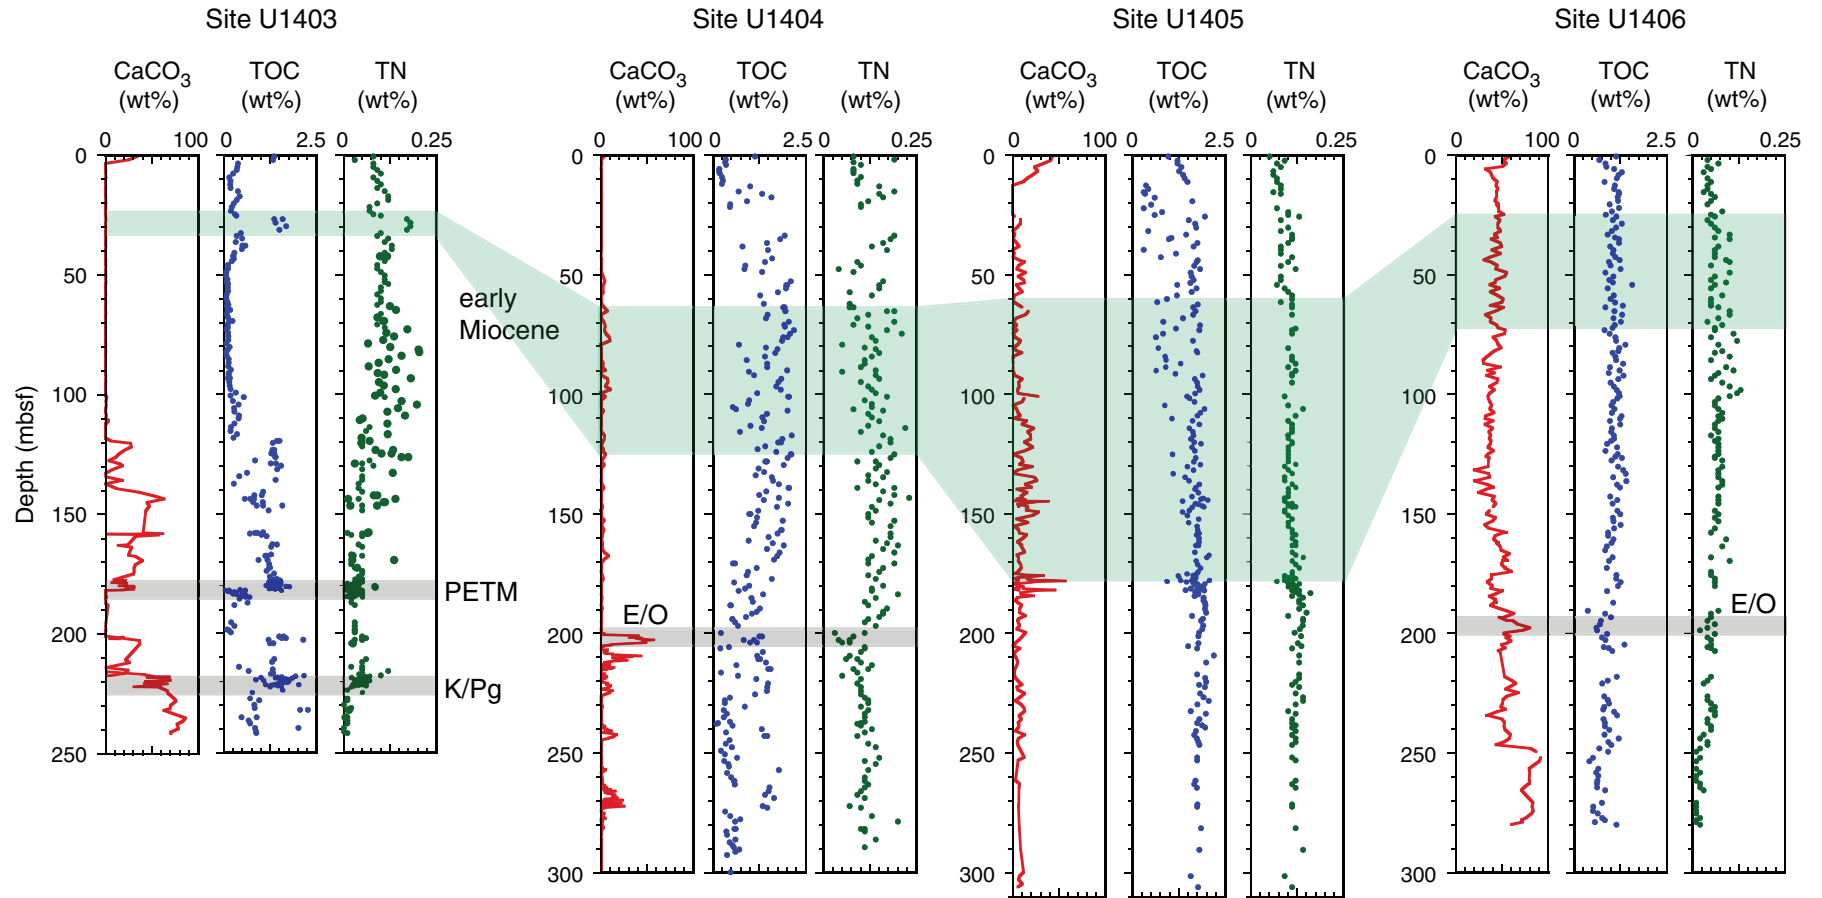 Site U1403
Site U1404
Site U1405
Site U1406
CaCO3 TOC TN
(wt%) (wt%) (wt%)
CaCO3 TOC TN
(wt%) (wt%) (wt%)
CaCO3 TOC TN
(wt%) (wt%) (wt%)
CaCO3 TOC TN
(wt%) (wt%) (wt%)
0 100 0 2.5 0 0.25
0 100 0 2.5 0 0.25
0 100 0 2.5 0 0.25
0 100 0 2.5 0 0.25
Depth (mbsf)
0
50
100
150
200
250
early
Miocene
PETM
K/Pg
0
50
100
150
200
250
300
E/O
0
50
100
150
200
250
300
0
50
100
150
200
250
300
E/O